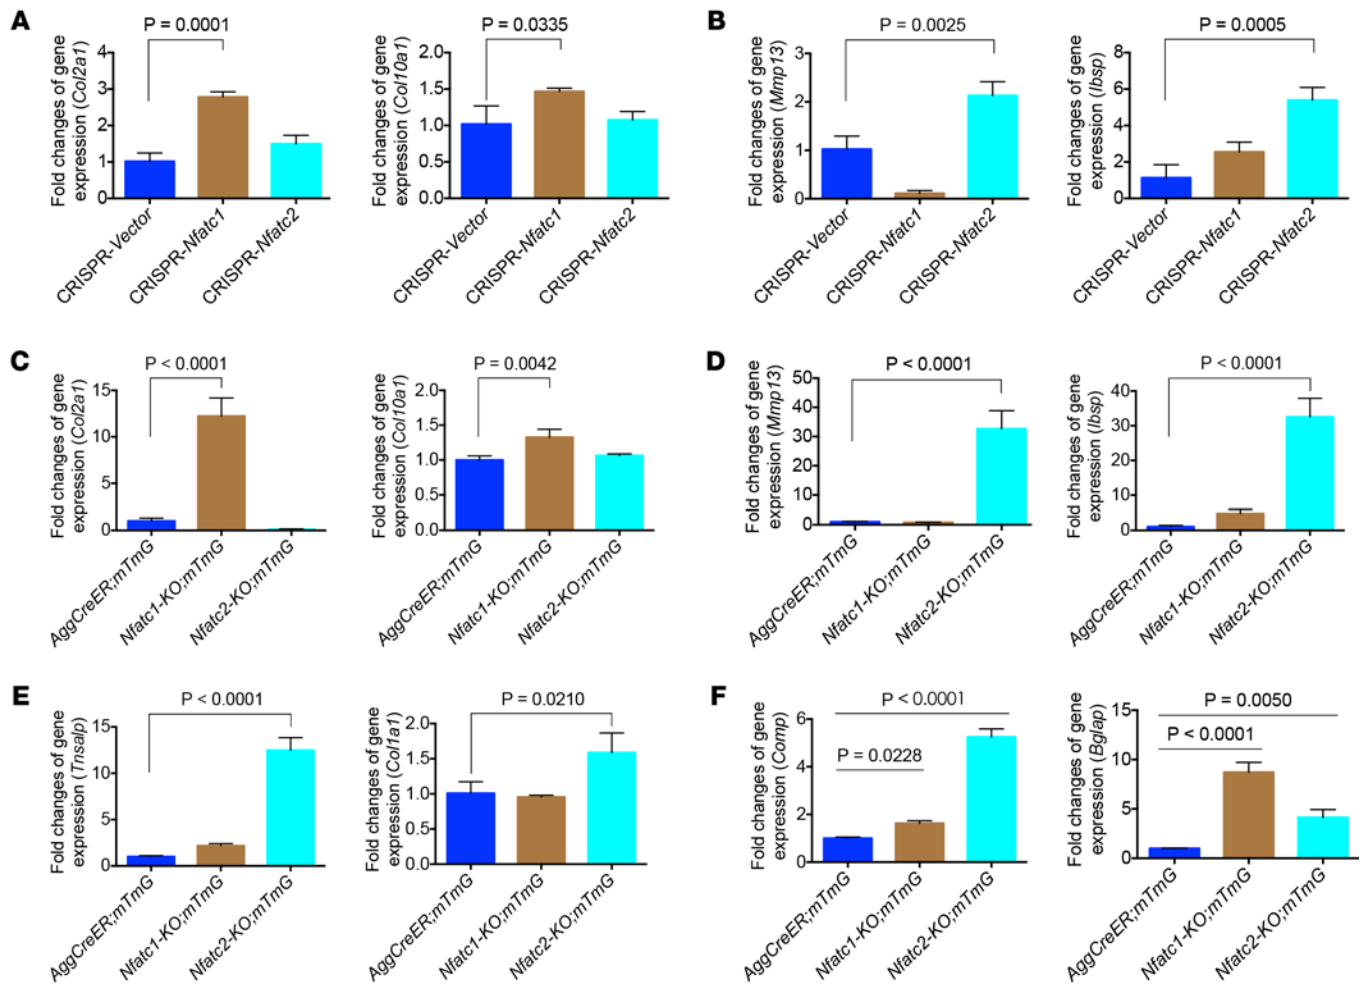 A
P = 0.0001
Fold changes of gene
expression (Col2a1)
4
3
2
1
0
CRISPR-Vector
CRISPR-Nfatc1
CRISPR-Nfatc2
P = 0.0335
Fold changes of gene
expression (Col10a1)
2.0
1.5
1.0
0.5
0.0
CRISPR-Vector
CRISPR-Nfatc1
CRISPR-Nfatc2
B
P = 0.0025
Fold changes of gene
expression (Mmp13)
3
2
1
0
CRISPR-Vector
CRISPR-Nfatc1
CRISPR-Nfatc2
P = 0.0005
Fold changes of gene
expression (Ibsp)
8
6
4
2
0
CRISPR-Vector
CRISPR-Nfatc1
CRISPR-Nfatc2
C
P < 0.0001
Fold changes of gene
expression (Col2a1)
15
10
5
0
AggCreER;mTmG
Nfatc1-KO;mTmG
Nfatc2-KO;mTmG
P = 0.0042
Fold changes of gene
expression (Col10a1)
2.0
1.5
1.0
0.5
0.0
AggCreER;mTmG
Nfatc1-KO;mTmG
Nfatc2-KO;mTmG
D
P < 0.0001
Fold changes of gene
expression (Mmp13)
50
40
30
20
10
0
AggCreER;mTmG
Nfatc1-KO;mTmG
Nfatc2-KO;mTmG
P < 0.0001
Fold changes of gene
expression (Ibsp)
40
30
20
10
0
AggCreER;mTmG
Nfatc1-KO;mTmG
Nfatc2-KO;mTmG
E
P < 0.0001
Fold changes of gene
expression (Tnsalp)
15
10
5
0
AggCreER;mTmG
Nfatc1-KO;mTmG
Nfatc2-KO;mTmG
P = 0.0210
Fold changes of gene
expression (Col1a1)
2.0
1.5
1.0
0.5
0.0
AggCreER;mTmG
Nfatc1-KO;mTmG
Nfatc2-KO;mTmG
F
P < 0.0001
P = 0.0228
Fold changes of gene
expression (Comp)
6
4
2
0
AggCreER;mTmG
Nfatc1-KO;mTmG
Nfatc2-KO;mTmG
P = 0.0050
P < 0.0001
Fold changes of gene
expression (Bglap)
15
10
5
0
AggCreER;mTmG
Nfatc1-KO;mTmG
Nfatc2-KO;mTmG